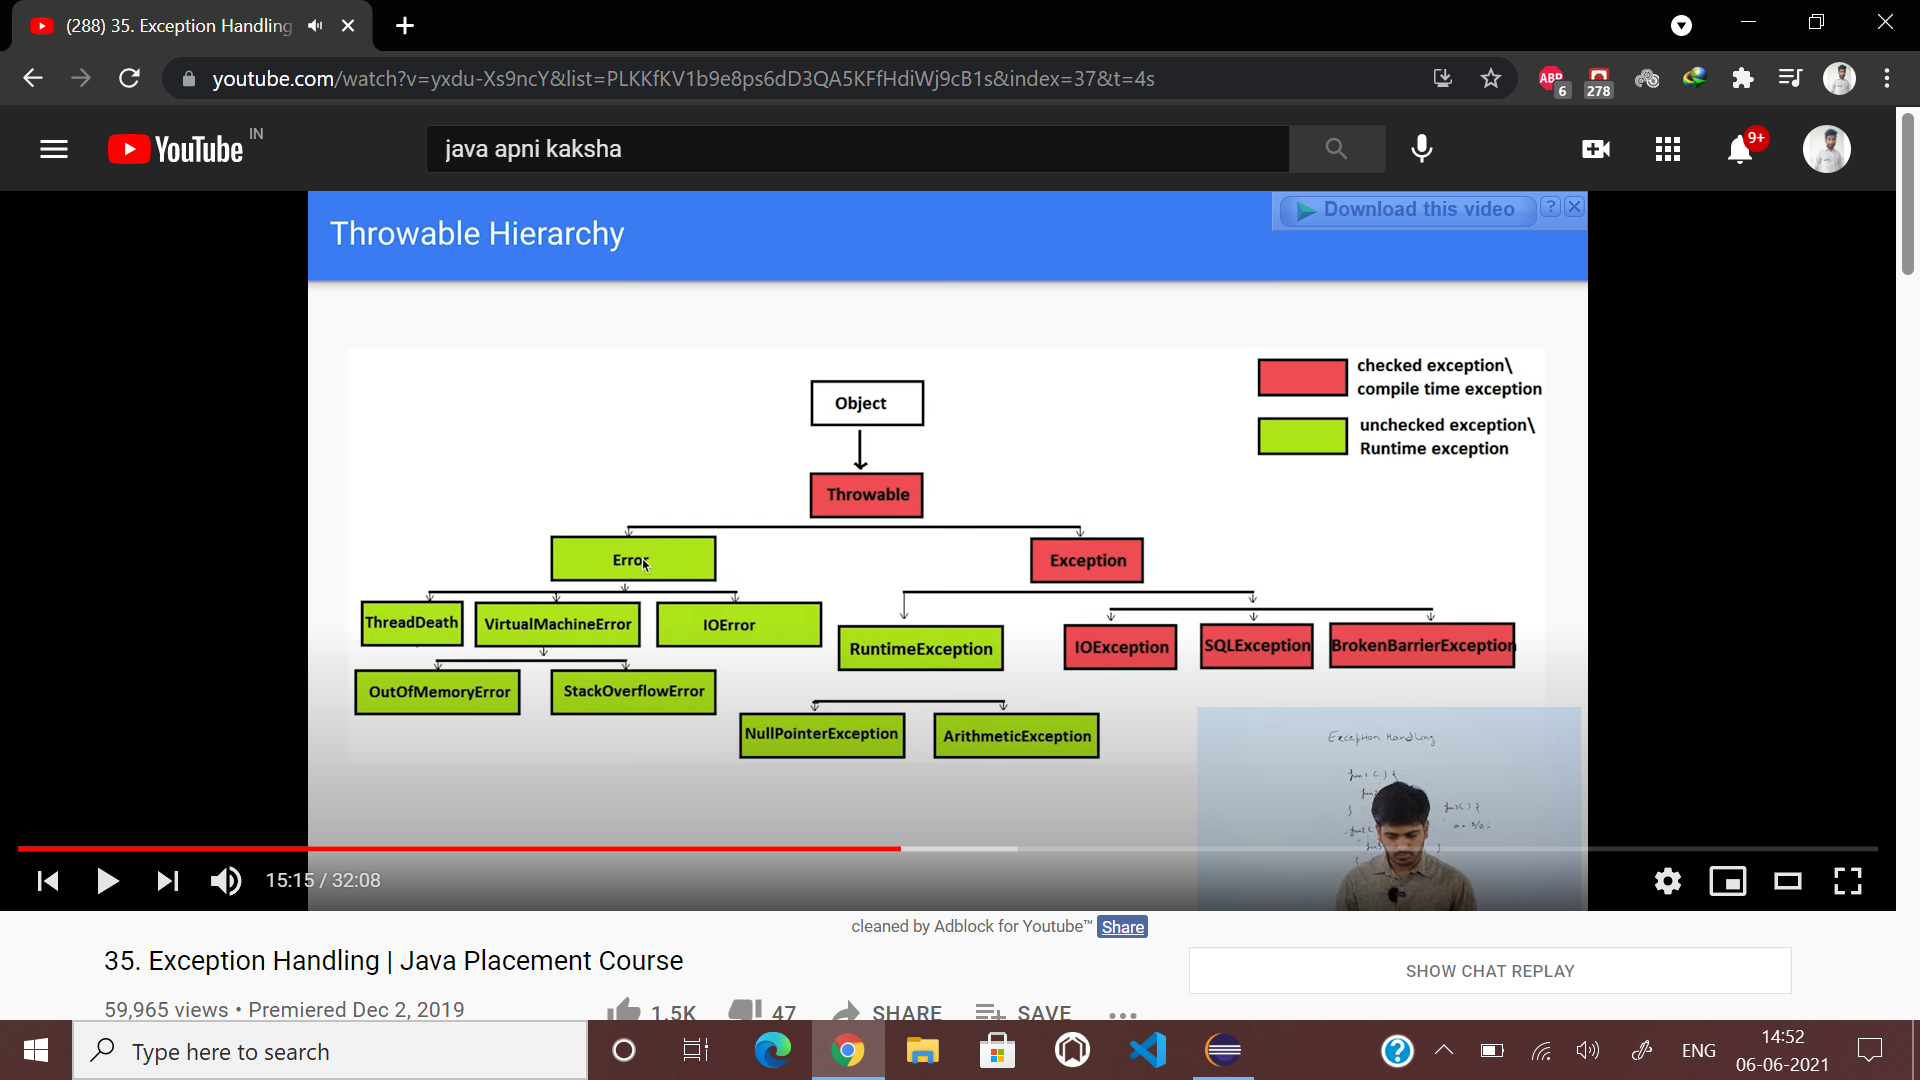 (288) 35. Exception Handling
youtube.com/watch?v=yxdu-Xs9ncY&list=PLKKfKV1b9e8ps6dD3QA5KFfHdiWj9cB1s&index=37&t=4s
ABP
6
278
YouTube IN
java apni kaksha
9+
Throwable Hierarchy
Download this video
?
checked exception\
compile time exception
unchecked exception\
Runtime exception
Object
Throwable
Error
Exception
ThreadDeath
VirtualMachineError
IOError
RuntimeException
IOException
SQLException
BrokenBarrierException
OutOfMemoryError
StackOverflowError
NullPointerException
ArithmeticException
Exception Handling
15:15 / 32:08
cleaned by Adblock for Youtube™ Share
35. Exception Handling | Java Placement Course
SHOW CHAT REPLAY
59,965 views • Premiered Dec 2, 2019
1.5K
47
SHARE
SAVE
Type here to search
?
ENG
14:52
06-06-2021